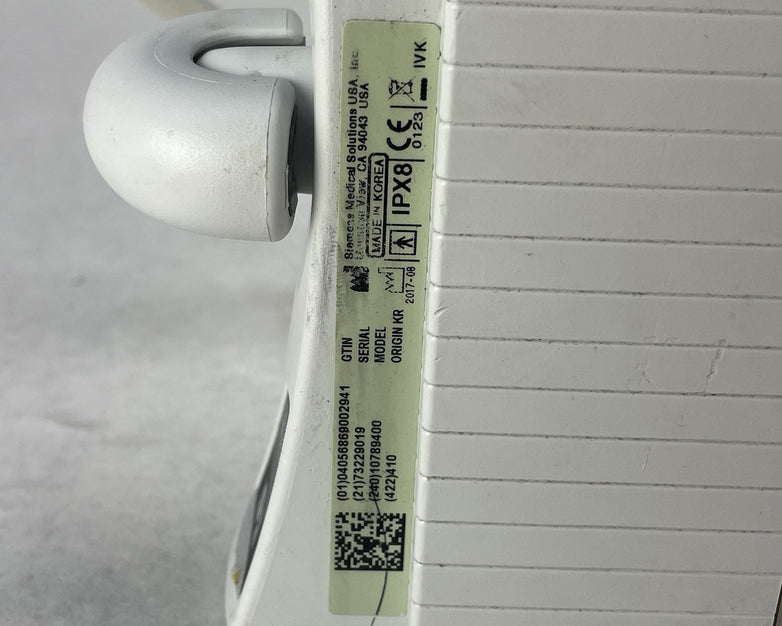 (01)04056869002941 GTIN Siemens Medical Solutions USA, Inc.
(21)73229019 SERIAL Mountain View, CA 94043 USA
(240)10789400 MODEL MADE IN KOREA
(422)410 ORIGIN KR
2017-08
IPX8
CE
0123
IVK